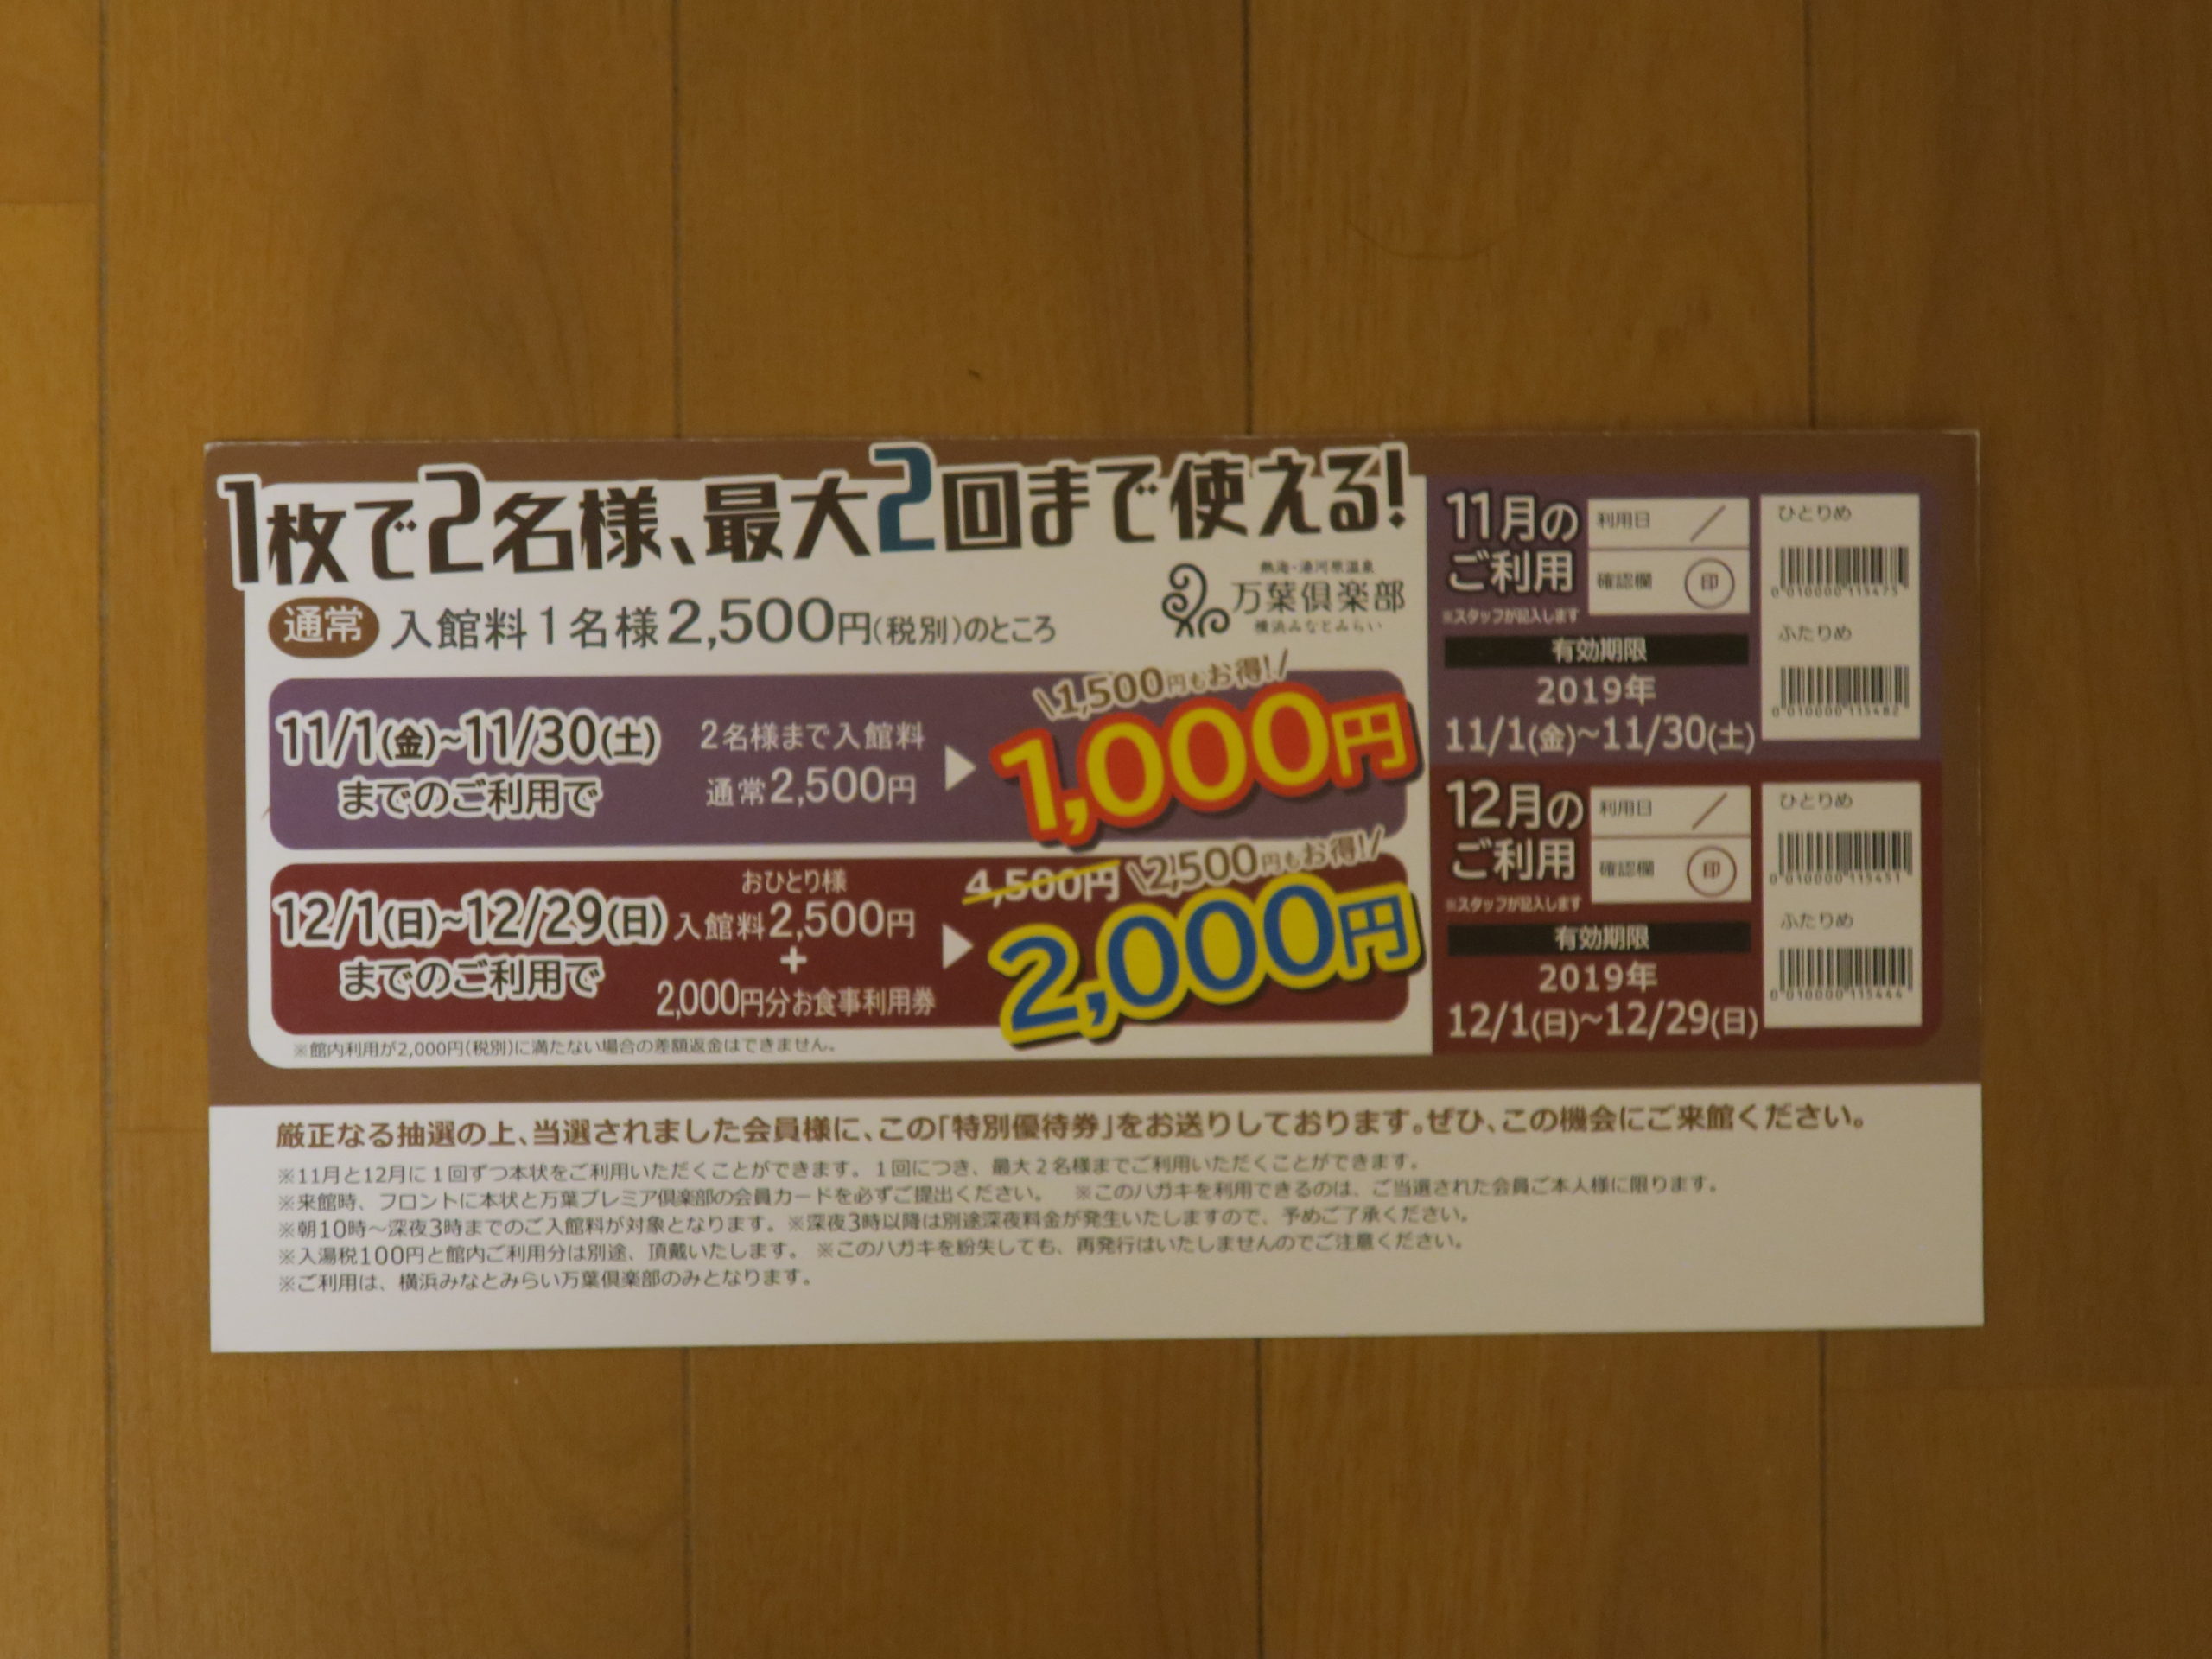 1枚で2名様、最大2回まで使える!
通常 入館料1名様2,500円(税別)のところ
熱海・湯河原温泉
万葉倶楽部
横浜みなとみらい
11/1(金)~11/30(土)
までのご利用で
2名様まで入館料
通常2,500円
1,500円もお得!
1,000円
12/1(日)~12/29(日)
までのご利用で
おひとり様
入館料2,500円
+
2,000円分お食事利用券
4,500円
2,500円もお得!
2,000円
※館内利用が2,000円(税別)に満たない場合の差額返金はできません。
11月の
ご利用
※スタッフが記入します
利用日 /
確認欄 印
有効期限
2019年
11/1(金)~11/30(土)
ひとりめ
0 010000 115475
ふたりめ
0 010000 115482
12月の
ご利用
※スタッフが記入します
利用日 /
確認欄 印
有効期限
2019年
12/1(日)~12/29(日)
ひとりめ
0 010000 115451
ふたりめ
0 010000 115444
厳正なる抽選の上、当選されました会員様に、この「特別優待券」をお送りしております。ぜひ、この機会にご来館ください。
※11月と12月に1回ずつ本状をご利用いただくことができます。1回につき、最大2名様までご利用いただくことができます。
※来館時、フロントに本状と万葉プレミア倶楽部の会員カードを必ずご提出ください。 ※このハガキを利用できるのは、ご当選された会員ご本人様に限ります。
※朝10時～深夜3時までのご入館料が対象となります。※深夜3時以降は別途深夜料金が発生いたしますので、予めご了承ください。
※入湯税100円と館内ご利用分は別途、頂戴いたします。 ※このハガキを紛失しても、再発行はいたしませんのでご注意ください。
※ご利用は、横浜みなとみらい万葉倶楽部のみとなります。